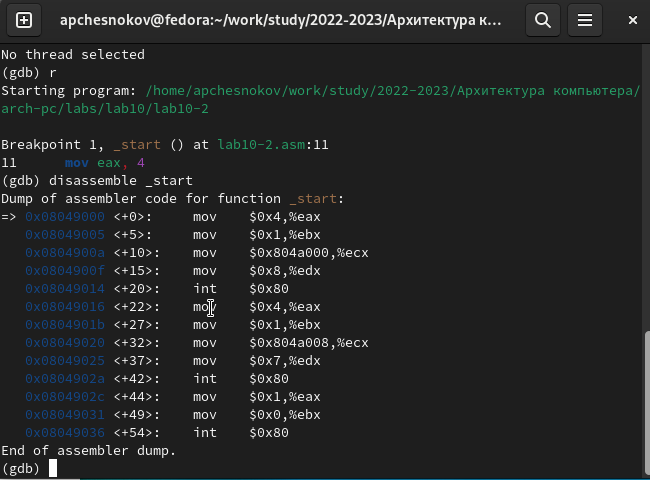 apchesnokov@fedora:~/work/study/2022-2023/Архитектура к...
No thread selected
(gdb) r
Starting program: /home/apchesnokov/work/study/2022-2023/Архитектура компьютера/
arch-pc/labs/lab10/lab10-2
Breakpoint 1, _start () at lab10-2.asm:11
11      mov eax, 4
(gdb) disassemble _start
Dump of assembler code for function _start:
=> 0x08049000 <+0>:     mov    $0x4,%eax
   0x08049005 <+5>:     mov    $0x1,%ebx
   0x0804900a <+10>:    mov    $0x804a000,%ecx
   0x0804900f <+15>:    mov    $0x8,%edx
   0x08049014 <+20>:    int    $0x80
   0x08049016 <+22>:    mov    $0x4,%eax
   0x0804901b <+27>:    mov    $0x1,%ebx
   0x08049020 <+32>:    mov    $0x804a008,%ecx
   0x08049025 <+37>:    mov    $0x7,%edx
   0x0804902a <+42>:    int    $0x80
   0x0804902c <+44>:    mov    $0x1,%eax
   0x08049031 <+49>:    mov    $0x0,%ebx
   0x08049036 <+54>:    int    $0x80
End of assembler dump.
(gdb)